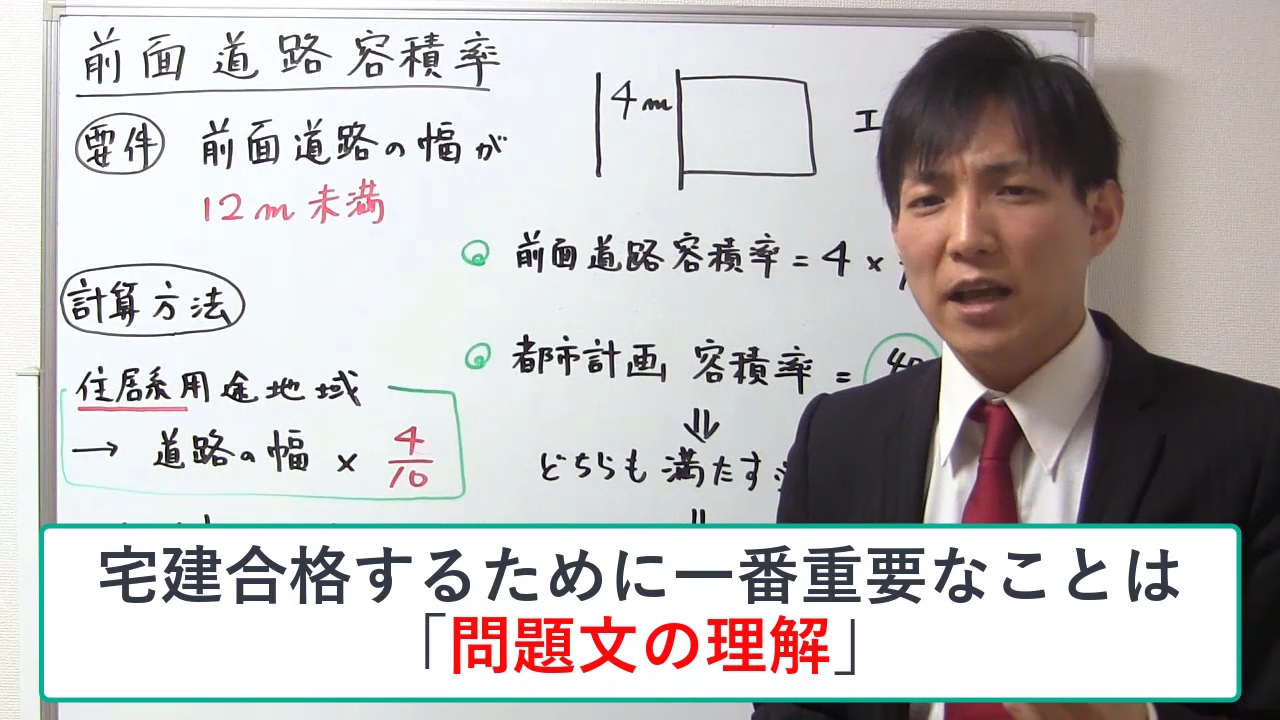 前面道路容積率
要件 前面道路の幅が
12m未満
計算方法
住居系用途地域
→ 道路の幅 × 4/10
4m
工
前面道路容積率 = 4 ×
都市計画 容積率 =
⇓
どちらも満たす
宅建合格するために一番重要なことは
「問題文の理解」